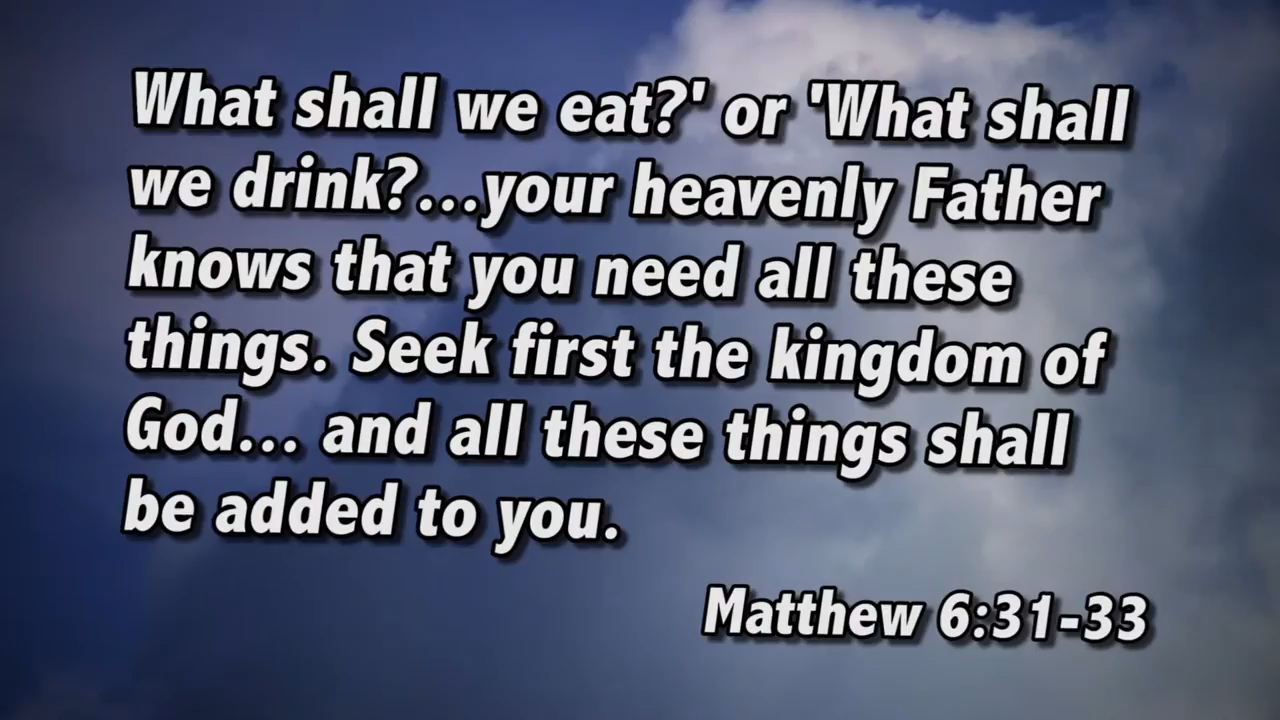 What shall we eat?' or 'What shall
we drink?...your heavenly Father
knows that you need all these
things. Seek first the kingdom of
God... and all these things shall
be added to you.
Matthew 6:31-33